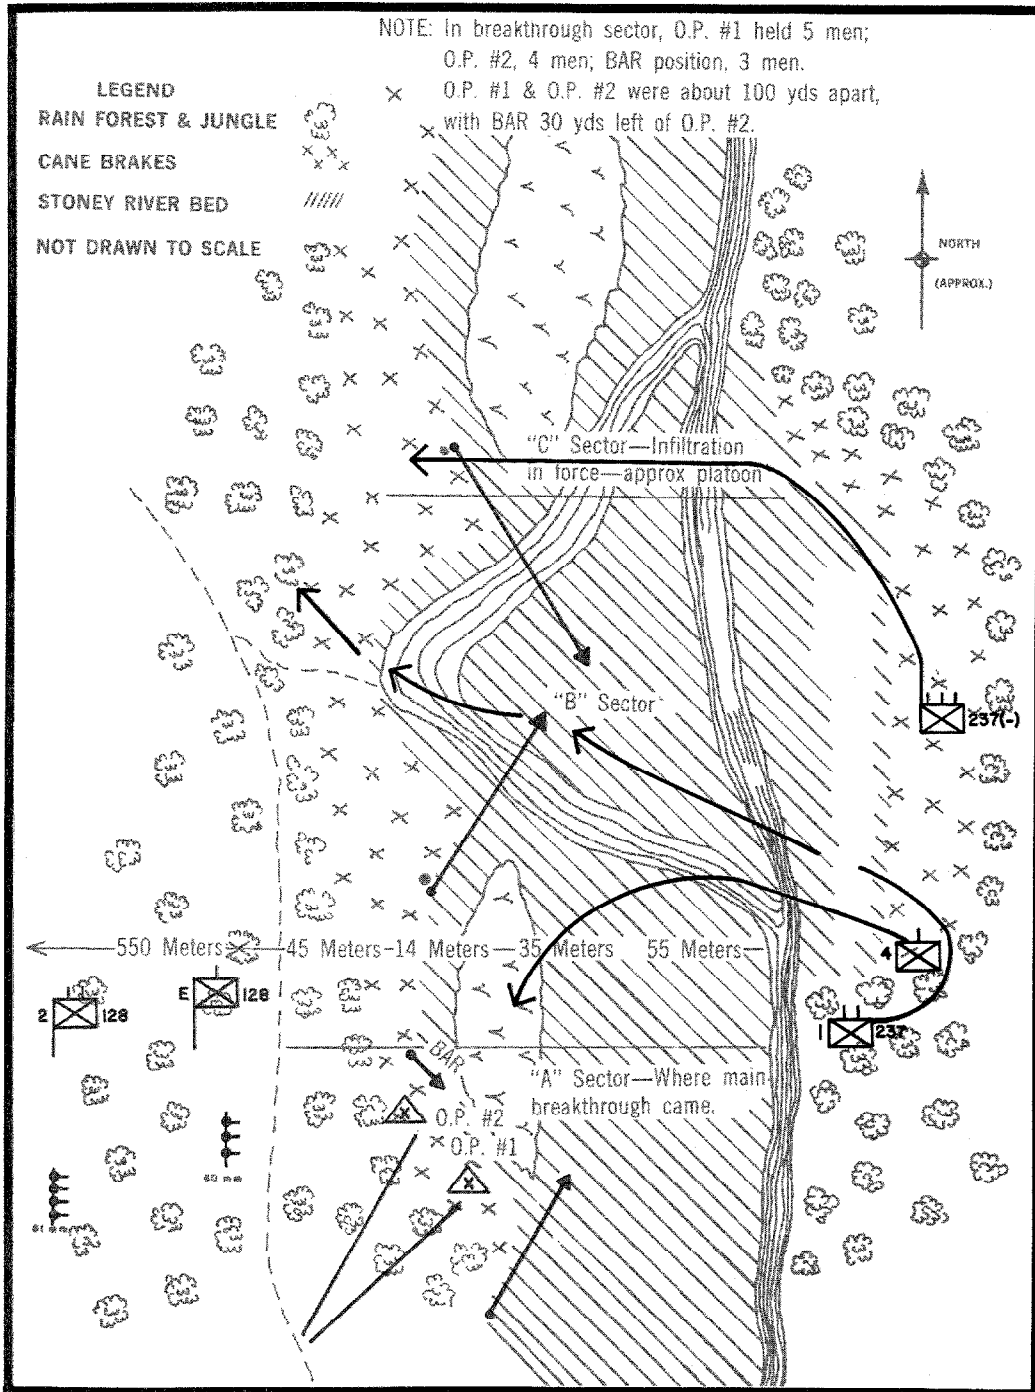 NOTE: In breakthrough sector, O.P. #1 held 5 men;
O.P. #2, 4 men; BAR position, 3 men.
O.P. #1 & O.P. #2 were about 100 yds apart,
with BAR 30 yds left of O.P. #2.
LEGEND
RAIN FOREST & JUNGLE
CANE BRAKES
STONEY RIVER BED
NOT DRAWN TO SCALE
NORTH
(APPROX.)
"C" Sector—Infiltration
in force—approx platoon
237(-)
"B" Sector
550 Meters 45 Meters 14 Meters 35 Meters 55 Meters
4
E 128
2 128
1 237
BAR
"A" Sector—Where main
breakthrough came.
O.P. #2
O.P. #1